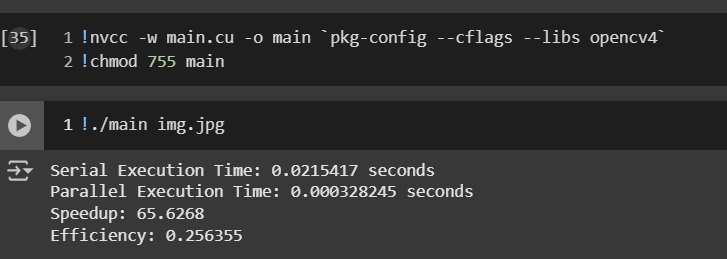 [35] 1 !nvcc -w main.cu -o main `pkg-config --cflags --libs opencv4`
2 !chmod 755 main
1 !./main img.jpg
Serial Execution Time: 0.0215417 seconds
Parallel Execution Time: 0.000328245 seconds
Speedup: 65.6268
Efficiency: 0.256355